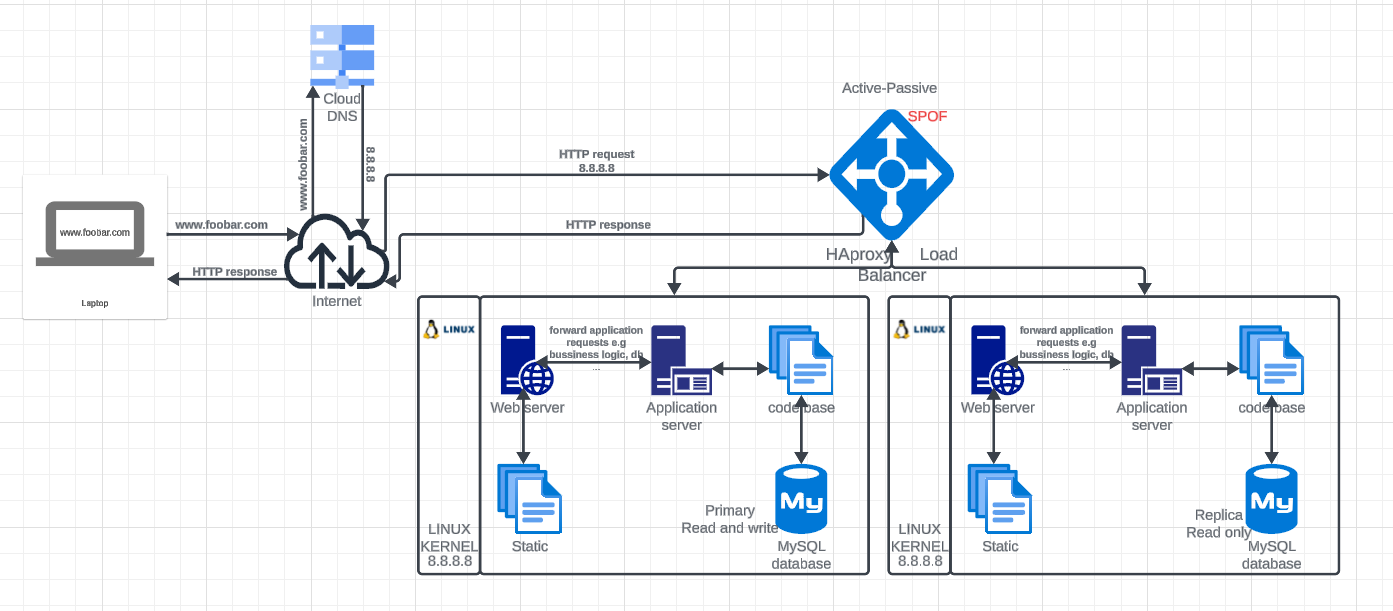 Cloud
DNS
www.foobar.com
8.8.8.8
www.foobar.com
Laptop
www.foobar.com
HTTP response
Internet
HTTP request
8.8.8.8
HTTP response
Active-Passive
SPOF
HAproxy Load
Balancer
LINUX
LINUX
KERNEL
8.8.8.8
forward application
requests e.g
bussiness logic, db
...
Web server
Application
server
code base
Static
Primary
Read and write
My
MySQL
database
LINUX
LINUX
KERNEL
8.8.8.8
forward application
requests e.g
bussiness logic, db
...
Web server
Application
server
code base
Static
Replica
Read only
My
MySQL
database